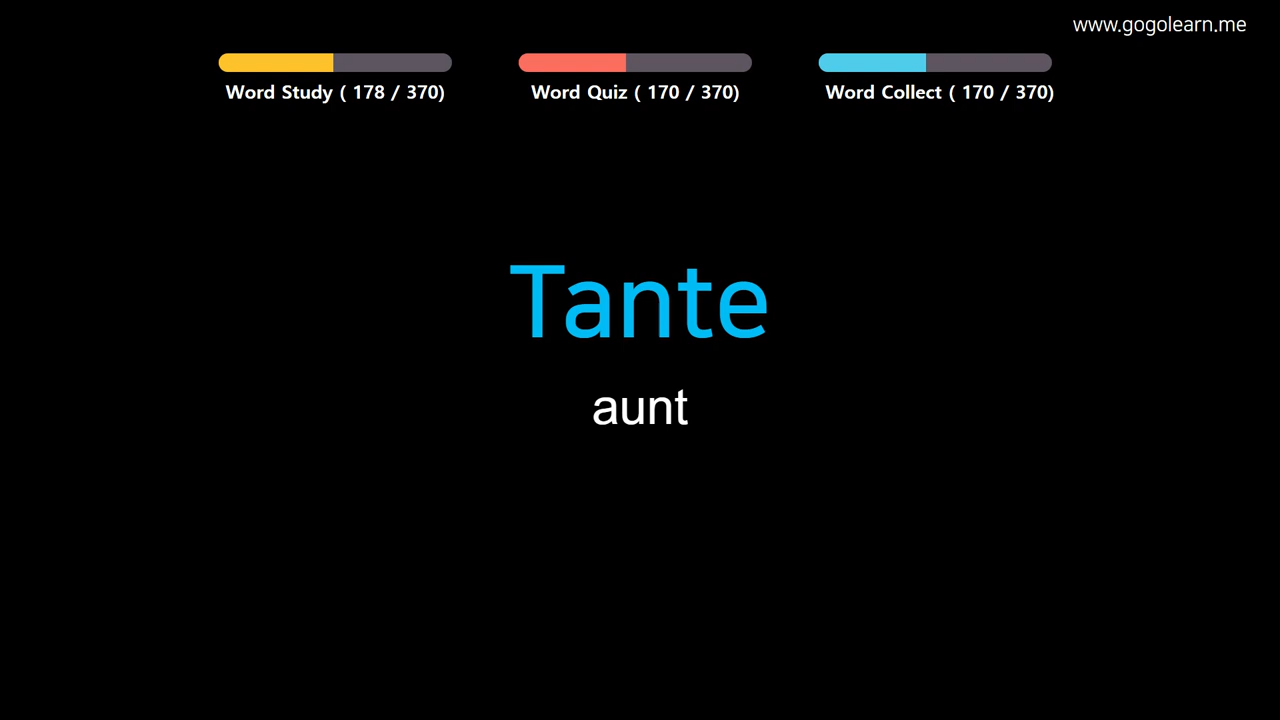 www.gogolearn.me
Word Study ( 178 / 370)
Word Quiz ( 170 / 370)
Word Collect ( 170 / 370)
Tante
aunt